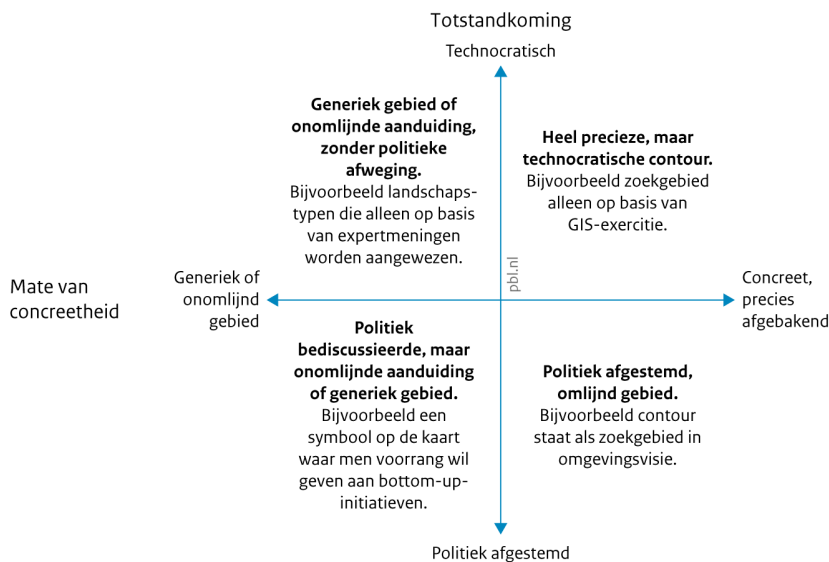 Totstandkoming
Technocratisch
Generiek gebied of
onomlijnde aanduiding,
zonder politieke
afweging.
Bijvoorbeeld landschaps-
typen die alleen op basis
van expertmeningen
worden aangewezen.
Heel precieze, maar
technocratische contour.
Bijvoorbeeld zoekgebied
alleen op basis van
GIS-exercitie.
pbl.nl
Mate van
concreetheid
Generiek of
onomlijnd
gebied
Concreet,
precies
afgebakend
Politiek
bediscussieerde, maar
onomlijnde aanduiding
of generiek gebied.
Bijvoorbeeld een
symbool op de kaart
waar men voorrang wil
geven aan bottom-up-
initiatieven.
Politiek afgestemd,
omlijnd gebied.
Bijvoorbeeld contour
staat als zoekgebied in
omgevingsvisie.
Politiek afgestemd